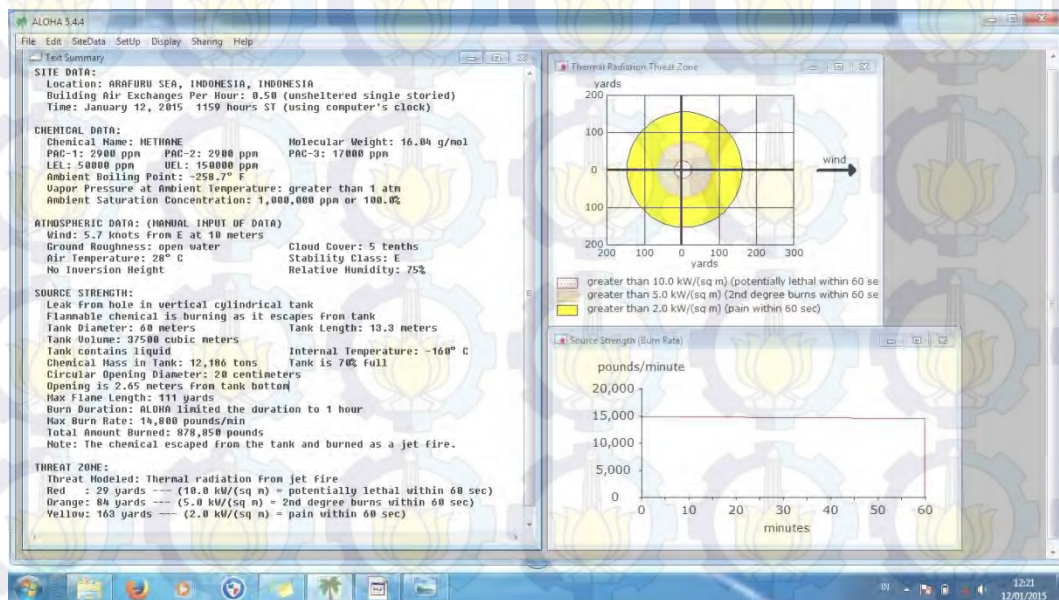 ALOHA 5.4.4
File Edit SiteData SetUp Display Sharing Help
Text Summary
SITE DATA:
Location: ARAFURU SEA, INDONESIA, INDONESIA
Building Air Exchanges Per Hour: 0.50 (unsheltered single storied)
Time: January 12, 2015 1159 hours ST (using computer's clock)
CHEMICAL DATA:
Chemical Name: METHANE Molecular Weight: 16.04 g/mol
PAC-1: 2900 ppm PAC-2: 2900 ppm PAC-3: 17000 ppm
LEL: 50000 ppm UEL: 150000 ppm
Ambient Boiling Point: -258.7° F
Vapor Pressure at Ambient Temperature: greater than 1 atm
Ambient Saturation Concentration: 1,000,000 ppm or 100.0%
ATMOSPHERIC DATA: (MANUAL INPUT OF DATA)
Wind: 5.7 knots from E at 10 meters
Ground Roughness: open water Cloud Cover: 5 tenths
Air Temperature: 28° C Stability Class: E
No Inversion Height Relative Humidity: 75%
SOURCE STRENGTH:
Leak from hole in vertical cylindrical tank
Flammable chemical is burning as it escapes from tank
Tank Diameter: 60 meters Tank Length: 13.3 meters
Tank Volume: 37500 cubic meters
Tank contains liquid Internal Temperature: -160° C
Chemical Mass in Tank: 12,186 tons Tank is 70% full
Circular Opening Diameter: 20 centimeters
Opening is 2.65 meters from tank bottom
Max Flame Length: 111 yards
Burn Duration: ALOHA limited the duration to 1 hour
Max Burn Rate: 14,800 pounds/min
Total Amount Burned: 878,850 pounds
Note: The chemical escaped from the tank and burned as a jet fire.
THREAT ZONE:
Threat Modeled: Thermal radiation from jet fire
Red : 29 yards --- (10.0 kW/(sq m) = potentially lethal within 60 sec)
Orange: 84 yards --- (5.0 kW/(sq m) = 2nd degree burns within 60 sec)
Yellow: 163 yards --- (2.0 kW/(sq m) = pain within 60 sec)
Thermal Radiation Threat Zone
yards
200
100
0
100
200
wind
200 100 0 100 200 300
yards
greater than 10.0 kW/(sq m) (potentially lethal within 60 se
greater than 5.0 kW/(sq m) (2nd degree burns within 60 se
greater than 2.0 kW/(sq m) (pain within 60 sec)
Source Strength (Burn Rate)
pounds/minute
20,000
15,000
10,000
5,000
0
0 10 20 30 40 50 60
minutes
IN
12:21
12/01/2015